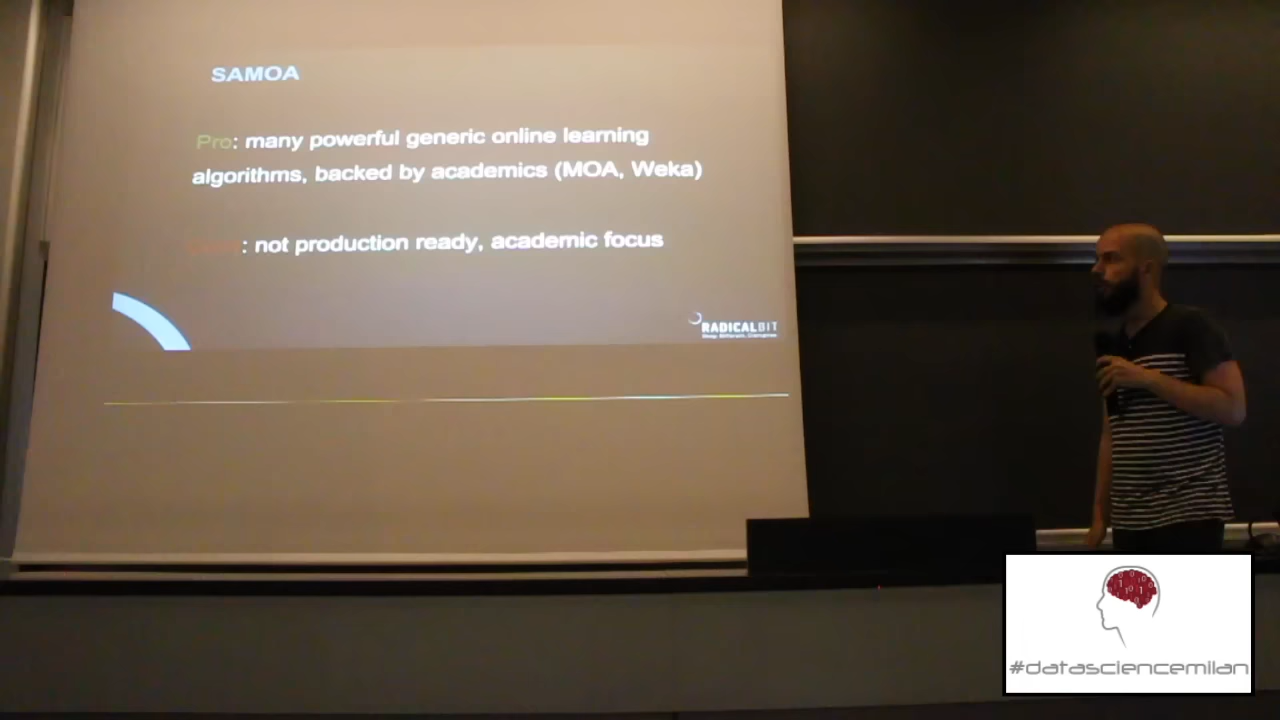 SAMOA
Pro: many powerful generic online learning
algorithms, backed by academics (MOA, Weka)
: not production ready, academic focus
RADICALBIT
#datasciencemilan